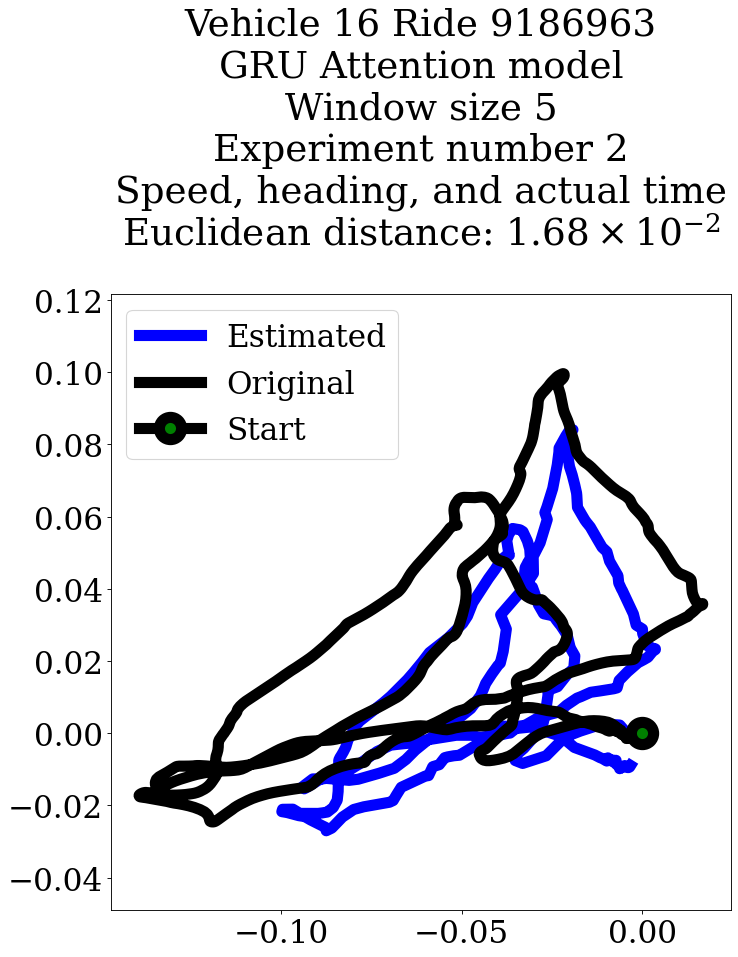 Vehicle 16 Ride 9186963
GRU Attention model
Window size 5
Experiment number 2
Speed, heading, and actual time
Euclidean distance: 1.68 × 10⁻²
0.12
0.10
0.08
0.06
0.04
0.02
0.00
−0.02
−0.04
Estimated
Original
Start
−0.10
−0.05
0.00